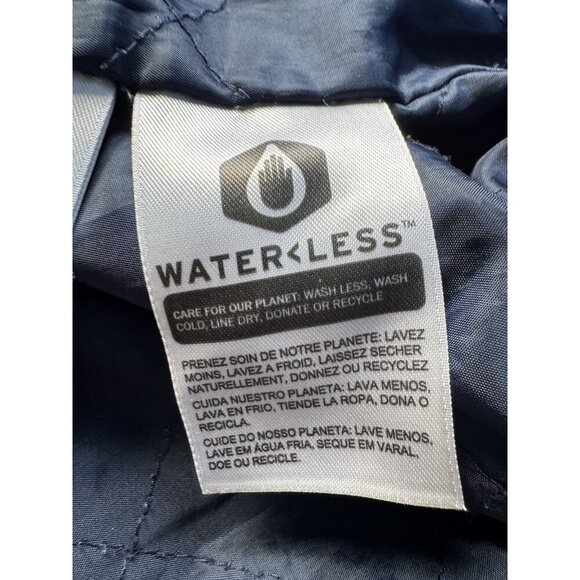 WATER<LESS™
CARE FOR OUR PLANET: WASH LESS, WASH
COLD, LINE DRY, DONATE OR RECYCLE
PRENEZ SOIN DE NOTRE PLANETE: LAVEZ
MOINS, LAVEZ A FROID, LAISSEZ SECHER
NATURELLEMENT, DONNEZ OU RECYCLEZ
CUIDA NUESTRO PLANETA: LAVA MENOS,
LAVA EN FRIO, TIENDE LA ROPA, DONA O
RECICLA.
CUIDE DO NOSSO PLANETA: LAVE MENOS,
LAVE EM ÁGUA FRIA, SEQUE EM VARAL,
DOE OU RECICLE.